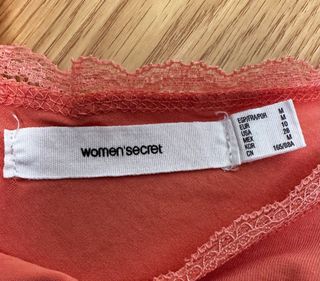 women'secret
ESP/FRA/POR M
EUR M
USA 10
MEX 28
KOR M
CN 165/88A